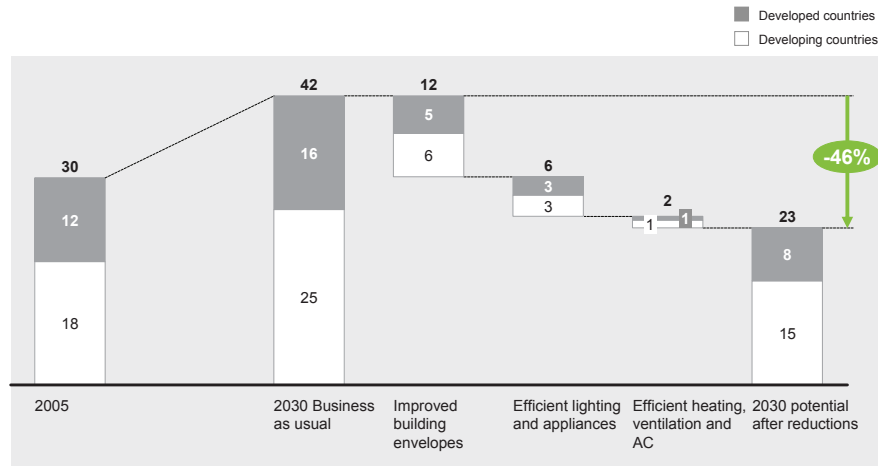 Developed countries
Developing countries
42
12
5
-46%
16
6
30
6
3
3
2
1
1
23
12
8
25
18
15
2005
2030 Business
as usual
Improved
building
envelopes
Efficient lighting
and appliances
Efficient heating,
ventilation and
AC
2030 potential
after reductions